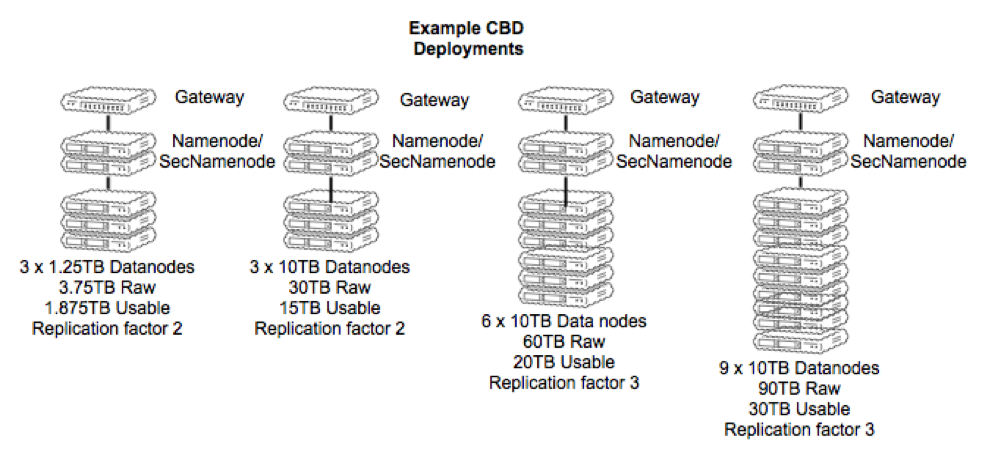 Example CBD
Deployments
Gateway
Namenode/
SecNamenode
3 x 1.25TB Datanodes
3.75TB Raw
1.875TB Usable
Replication factor 2
Gateway
Namenode/
SecNamenode
3 x 10TB Datanodes
30TB Raw
15TB Usable
Replication factor 2
Gateway
Namenode/
SecNamenode
6 x 10TB Data nodes
60TB Raw
20TB Usable
Replication factor 3
Gateway
Namenode/
SecNamenode
9 x 10TB Datanodes
90TB Raw
30TB Usable
Replication factor 3